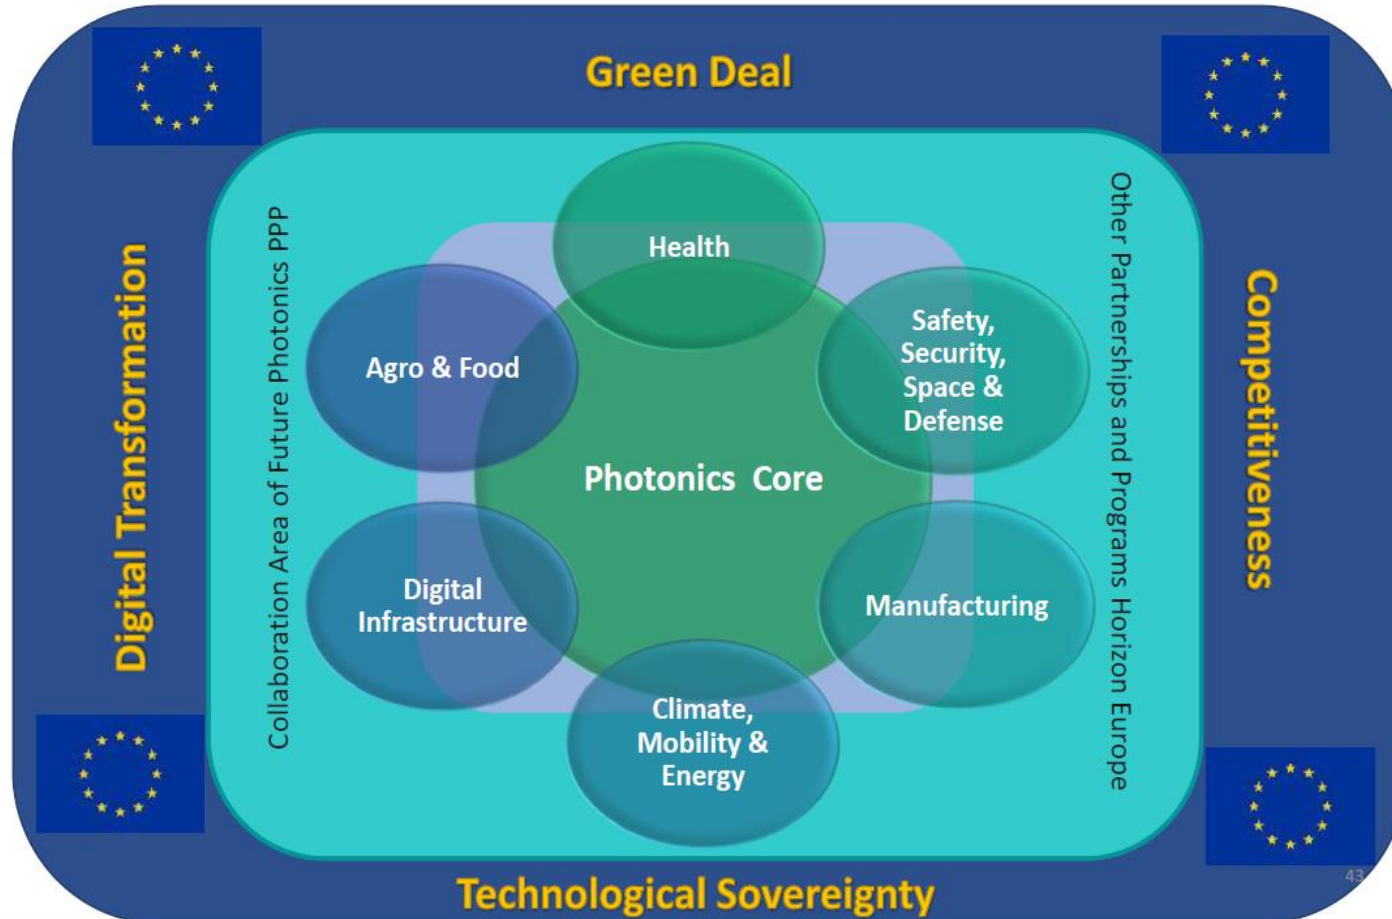 Green Deal
Digital Transformation
Collaboration Area of Future Photonics PPP
Health
Agro & Food
Safety,
Security,
Space &
Defense
Photonics Core
Digital
Infrastructure
Manufacturing
Climate,
Mobility &
Energy
Other Partnerships and Programs Horizon Europe
Competitiveness
Technological Sovereignty
43